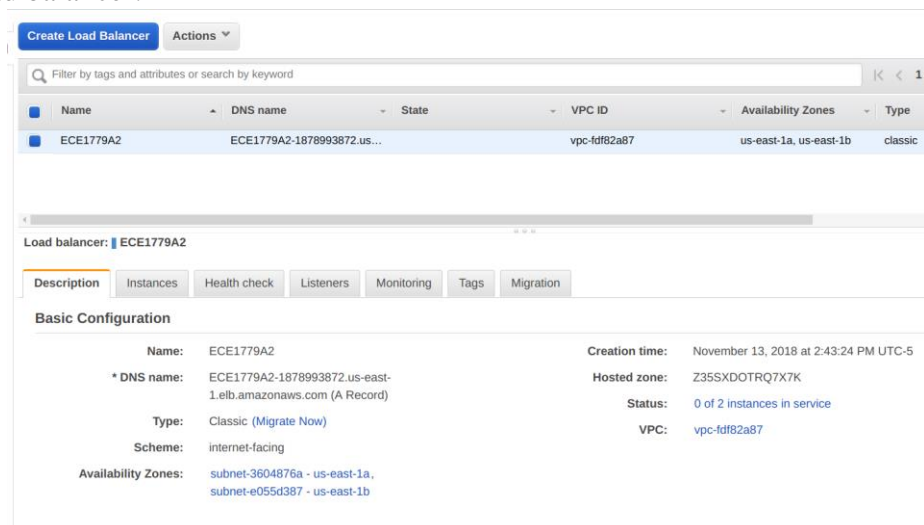 Create Load Balancer Actions
Filter by tags and attributes or search by keyword 1
Name DNS name State VPC ID Availability Zones Type
ECE1779A2 ECE1779A2-1878993872.us... vpc-fdf82a87 us-east-1a, us-east-1b classic
Load balancer: ECE1779A2
Description Instances Health check Listeners Monitoring Tags Migration
Basic Configuration
Name: ECE1779A2 Creation time: November 13, 2018 at 2:43:24 PM UTC-5
* DNS name: ECE1779A2-1878993872.us-east- Hosted zone: Z35SXDOTRQ7X7K
1.elb.amazonaws.com (A Record)
Status: 0 of 2 instances in service
Type: Classic (Migrate Now)
VPC: vpc-fdf82a87
Scheme: internet-facing
Availability Zones: subnet-3604876a - us-east-1a,
subnet-e055d387 - us-east-1b